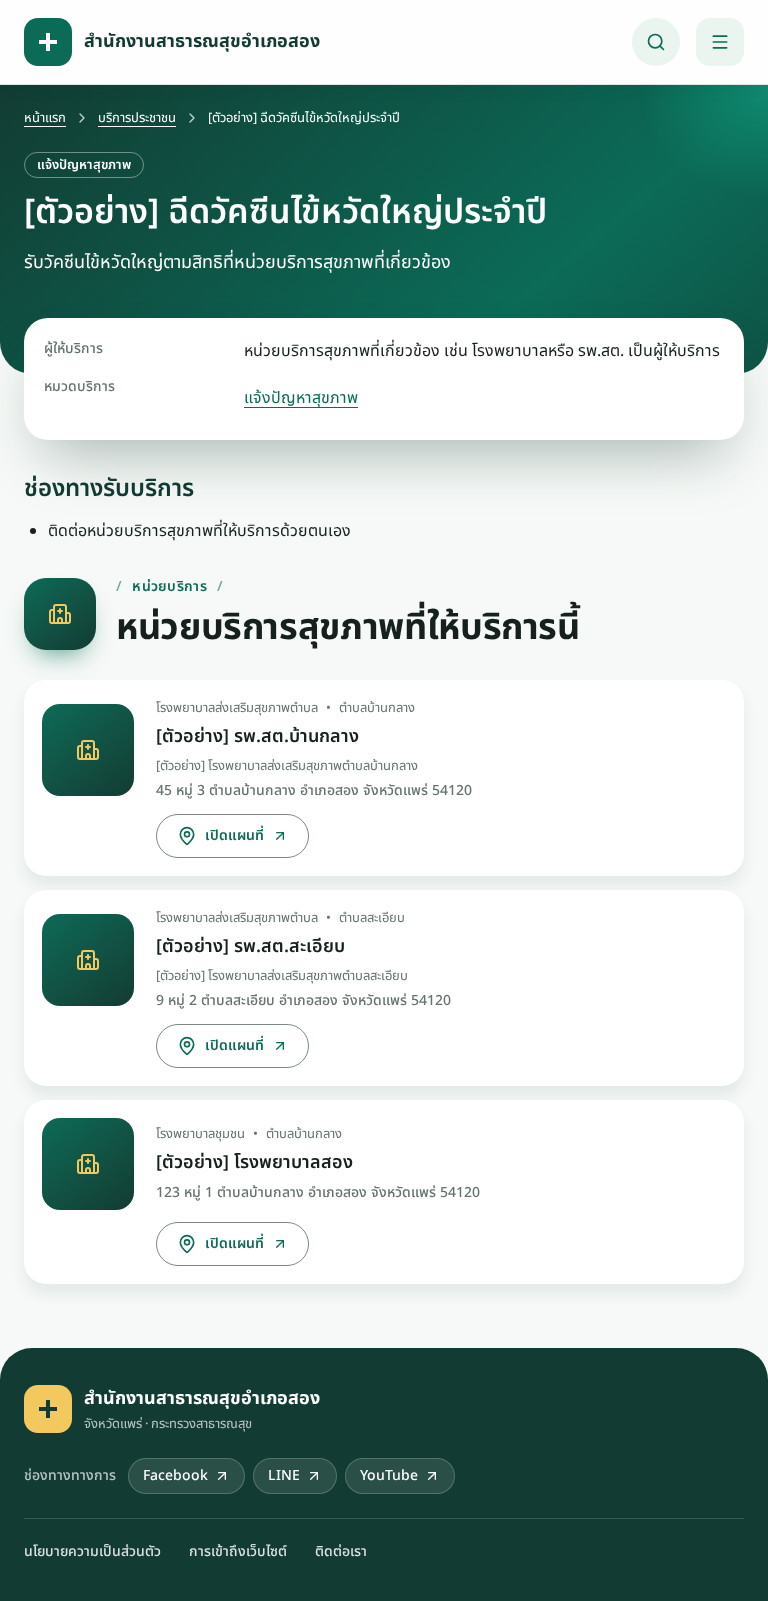 สำนักงานสาธารณสุขอำเภอสอง
หน้าแรก
บริการประชาชน
[ตัวอย่าง] ฉีดวัคซีนไข้หวัดใหญ่ประจำปี
แจ้งปัญหาสุขภาพ
[ตัวอย่าง] ฉีดวัคซีนไข้หวัดใหญ่ประจำปี
รับวัคซีนไข้หวัดใหญ่ตามสิทธิที่หน่วยบริการสุขภาพที่เกี่ยวข้อง
ผู้ให้บริการ
หน่วยบริการสุขภาพที่เกี่ยวข้อง เช่น โรงพยาบาลหรือ รพ.สต. เป็นผู้ให้บริการ
หมวดบริการ
แจ้งปัญหาสุขภาพ
ช่องทางรับบริการ
• ติดต่อหน่วยบริการสุขภาพที่ให้บริการด้วยตนเอง
/ หน่วยบริการ /
หน่วยบริการสุขภาพที่ให้บริการนี้
โรงพยาบาลส่งเสริมสุขภาพตำบล • ตำบลบ้านกลาง
[ตัวอย่าง] รพ.สต.บ้านกลาง
[ตัวอย่าง] โรงพยาบาลส่งเสริมสุขภาพตำบลบ้านกลาง
45 หมู่ 3 ตำบลบ้านกลาง อำเภอสอง จังหวัดแพร่ 54120
เปิดแผนที่
โรงพยาบาลส่งเสริมสุขภาพตำบล • ตำบลสะเอียบ
[ตัวอย่าง] รพ.สต.สะเอียบ
[ตัวอย่าง] โรงพยาบาลส่งเสริมสุขภาพตำบลสะเอียบ
9 หมู่ 2 ตำบลสะเอียบ อำเภอสอง จังหวัดแพร่ 54120
เปิดแผนที่
โรงพยาบาลชุมชน • ตำบลบ้านกลาง
[ตัวอย่าง] โรงพยาบาลสอง
123 หมู่ 1 ตำบลบ้านกลาง อำเภอสอง จังหวัดแพร่ 54120
เปิดแผนที่
สำนักงานสาธารณสุขอำเภอสอง
จังหวัดแพร่ · กระทรวงสาธารณสุข
ช่องทางทางการ
Facebook
LINE
YouTube
นโยบายความเป็นส่วนตัว
การเข้าถึงเว็บไซต์
ติดต่อเรา